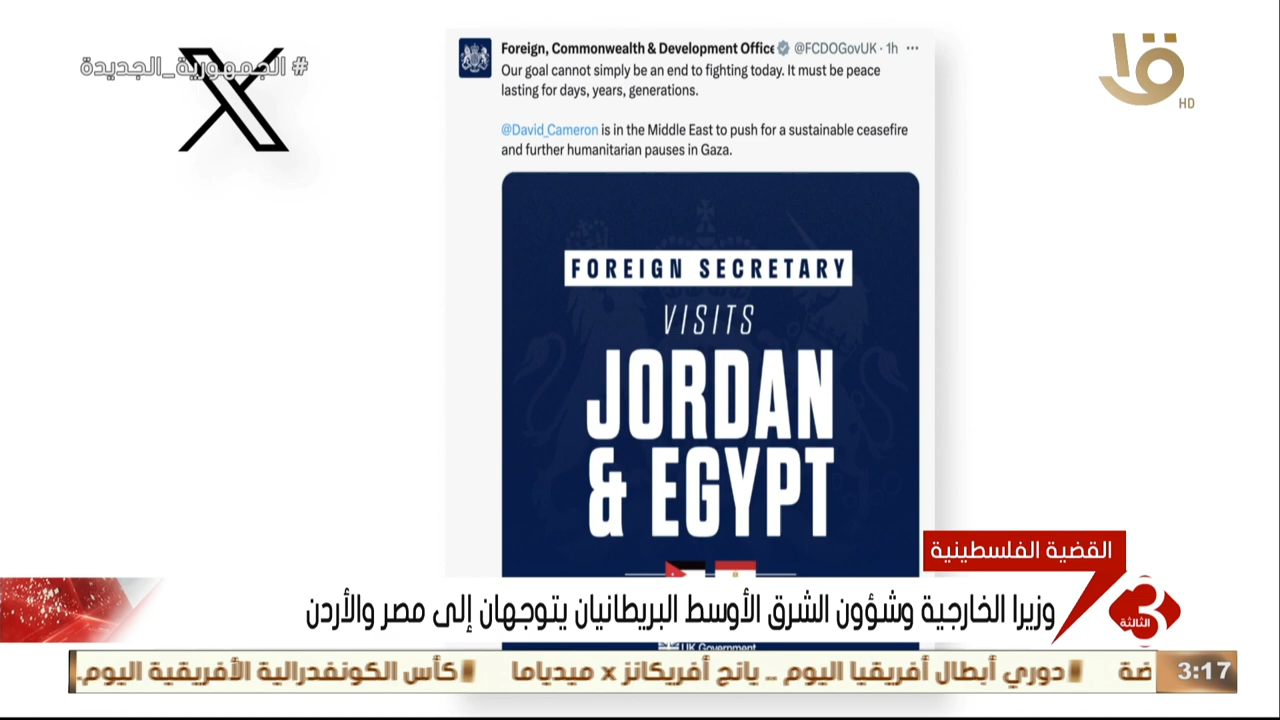 Foreign, Commonwealth & Development Office @FCDOGovUK · 1h ···
Our goal cannot simply be an end to fighting today. It must be peace
lasting for days, years, generations.
@David_Cameron is in the Middle East to push for a sustainable ceasefire
and further humanitarian pauses in Gaza.
#الجمهورية_الجديدة
HD
FOREIGN SECRETARY
VISITS
JORDAN
& EGYPT
القضية الفلسطينية
وزيرا الخارجية وشؤون الشرق الأوسط البريطانيان يتوجهان إلى مصر والأردن
3
الثالثة
UK Government
ضة دوري أبطال أفريقيا اليوم .. يانج أفريكانز x ميدياما كأس الكونفدرالية الأفريقية اليوم.
3:17